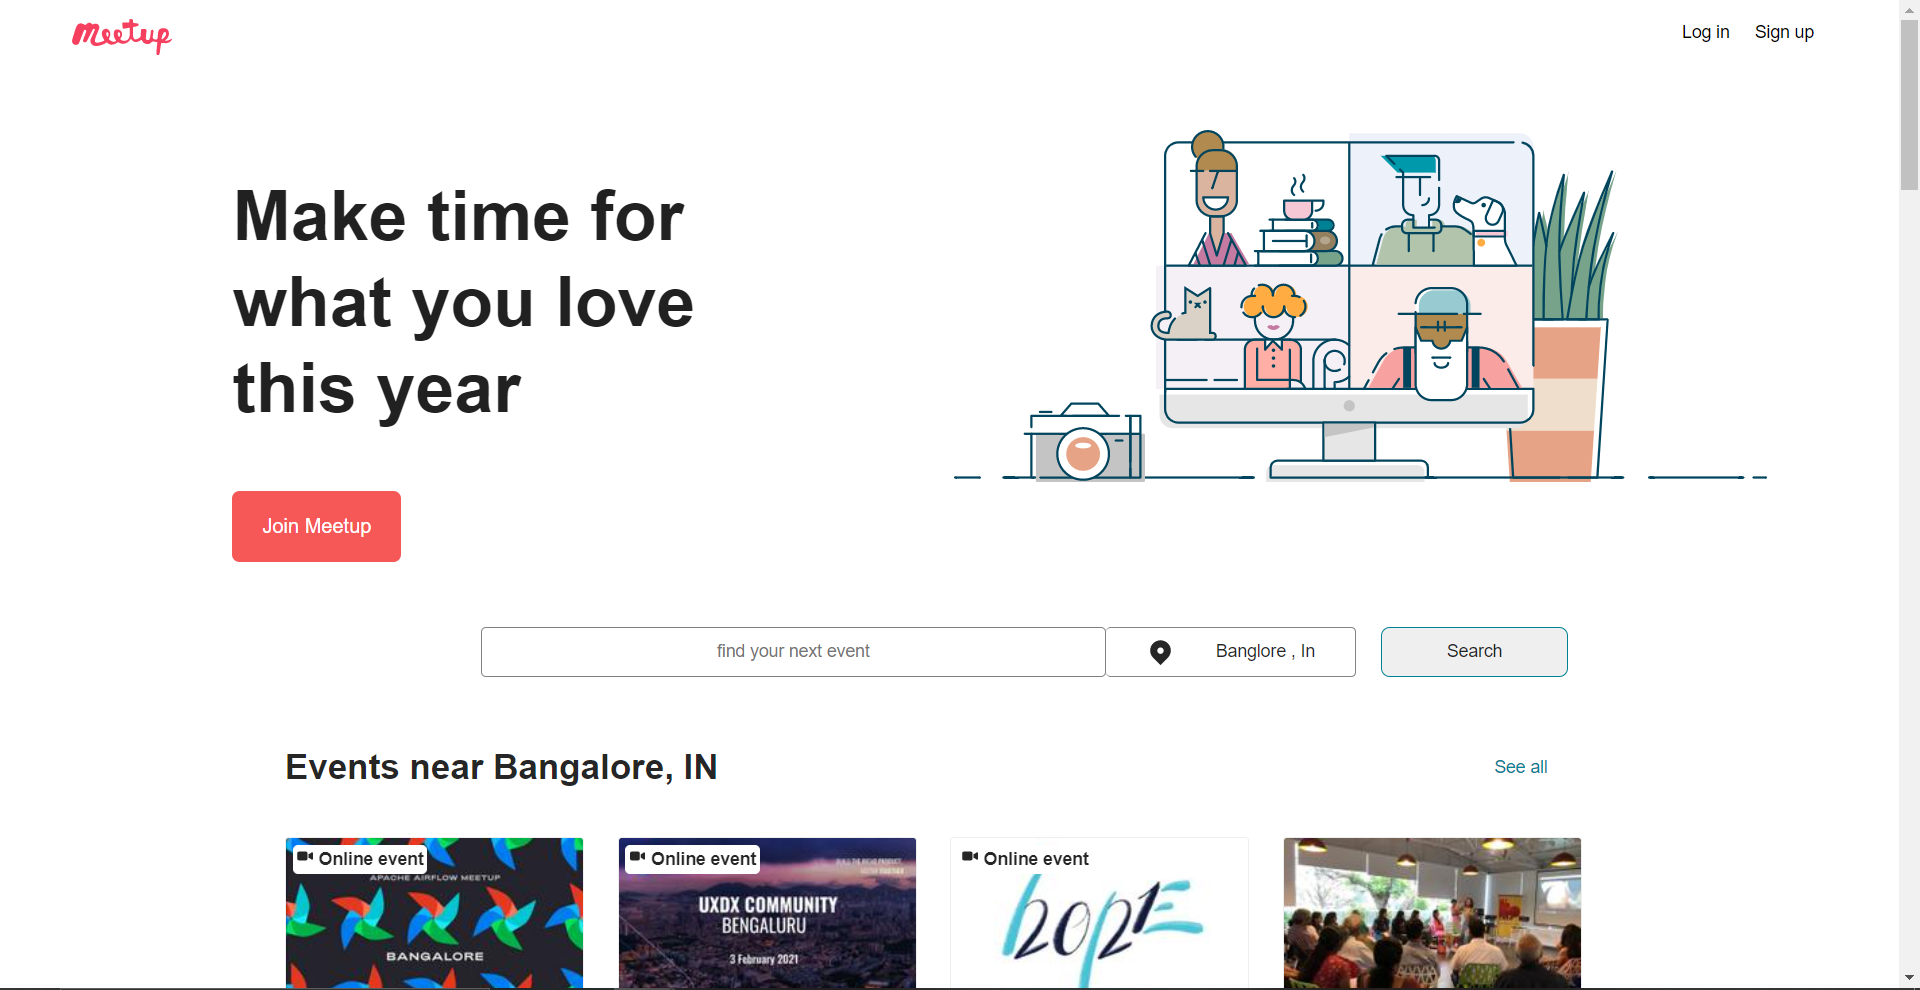 Meetup
Log in
Sign up
Make time for
what you love
this year
Join Meetup
find your next event
Banglore , In
Search
Events near Bangalore, IN
See all
Online event
APACHE AIRFLOW MEETUP
BANGALORE
Online event
UXDX COMMUNITY
BENGALURU
3 February 2021
Online event
hope